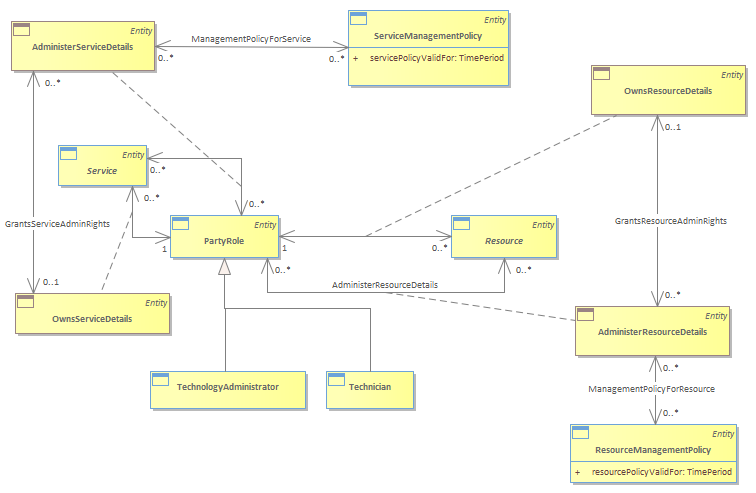 Entity
AdministerServiceDetails
ManagementPolicyForService
0..*
0..*
Entity
ServiceManagementPolicy
+ servicePolicyValidFor: TimePeriod
Entity
OwnsResourceDetails
0..*
0..1
Entity
Service
0..*
0..*
0..*
GrantsServiceAdminRights
GrantsResourceAdminRights
Entity
PartyRole
1
1
0..*
Entity
Resource
0..*
0..*
0..1
AdministerResourceDetails
0..*
Entity
OwnsServiceDetails
Entity
AdministerResourceDetails
0..*
ManagementPolicyForResource
0..*
TechnologyAdministrator
Technician
Entity
ResourceManagementPolicy
+ resourcePolicyValidFor: TimePeriod